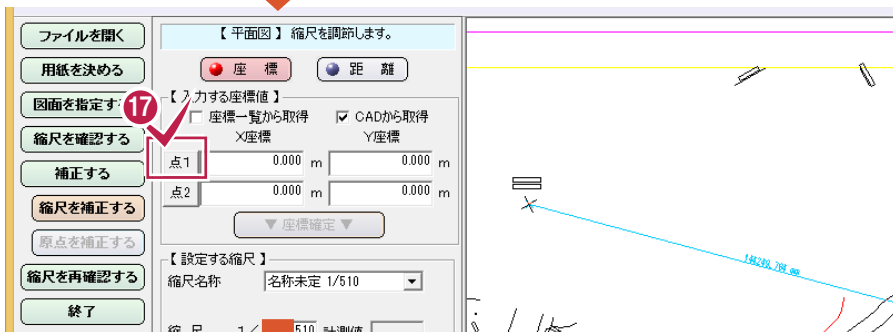 ファイルを開く
用紙を決める
図面を指定す
縮尺を確認する
補正する
縮尺を補正する
原点を補正する
縮尺を再確認する
終了
【 平面図 】 縮尺を調節します。
座 標
距 離
【 入力する座標値 】
座標一覧から取得
CADから取得
X座標
Y座標
17
点1
0.000 m
0.000 m
点2
0.000 m
0.000 m
▼ 座標確定 ▼
【 設定する縮尺 】
縮尺名称
名称未定 1/510
縮 尺 1/ 510 計測値